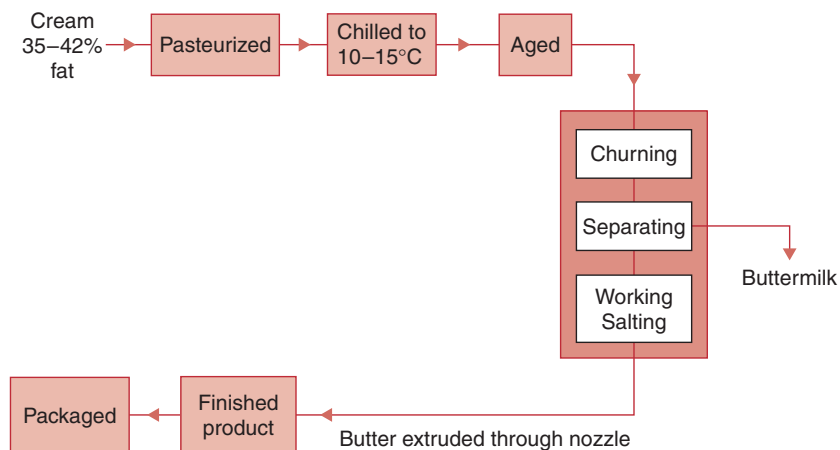 Cream
35–42%
fat
Pasteurized
Chilled to
10–15°C
Aged
Churning
Separating
Buttermilk
Working
Salting
Butter extruded through nozzle
Finished
product
Packaged